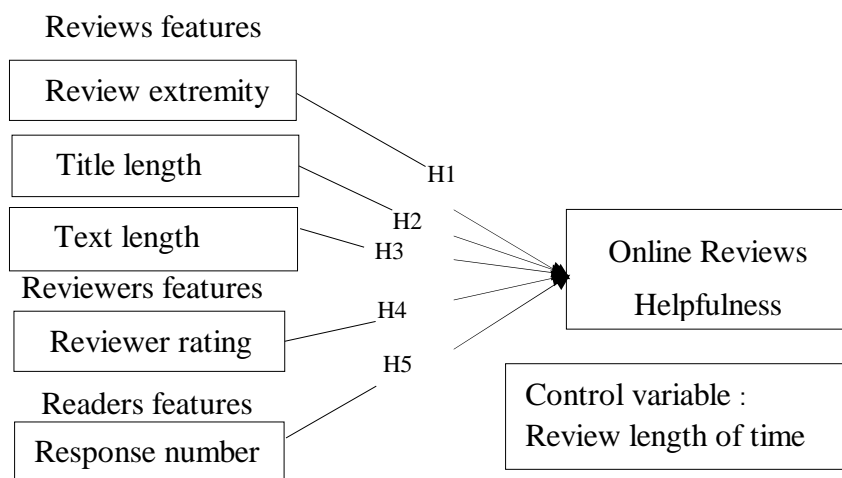 Reviews features
Review extremity
Title length
Text length
Reviewers features
Reviewer rating
Readers features
Response number
H1
H2
H3
H4
H5
Online Reviews
Helpfulness
Control variable :
Review length of time